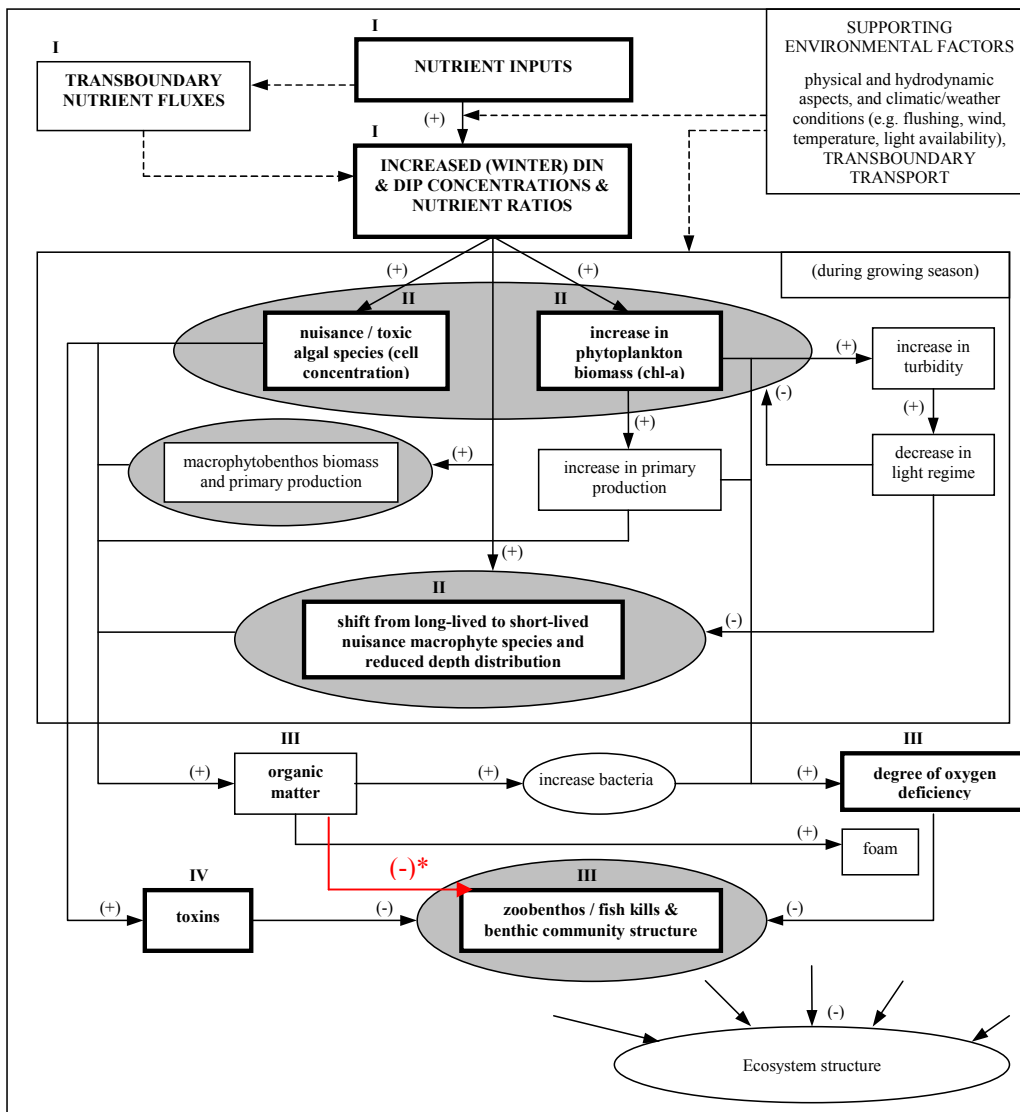 I
TRANSBOUNDARY
NUTRIENT FLUXES
I
NUTRIENT INPUTS
SUPPORTING
ENVIRONMENTAL FACTORS
physical and hydrodynamic
aspects, and climatic/weather
conditions (e.g. flushing, wind,
temperature, light availability),
TRANSBOUNDARY
TRANSPORT
(+)
I
INCREASED (WINTER) DIN
& DIP CONCENTRATIONS &
NUTRIENT RATIOS
(during growing season)
(+)
(+)
II
nuisance / toxic
algal species (cell
concentration)
II
increase in
phytoplankton
biomass (chl-a)
(+)
increase in
turbidity
(-)
(+)
(+)
macrophytobenthos biomass
and primary production
(+)
increase in primary
production
decrease in
light regime
(+)
II
shift from long-lived to short-lived
nuisance macrophyte species and
reduced depth distribution
(-)
III
(+)
organic
matter
(+)
increase bacteria
(+)
III
degree of oxygen
deficiency
(+)
foam
(-)*
IV
(+)
toxins
(-)
III
zoobenthos / fish kills &
benthic community structure
(-)
(-)
Ecosystem structure